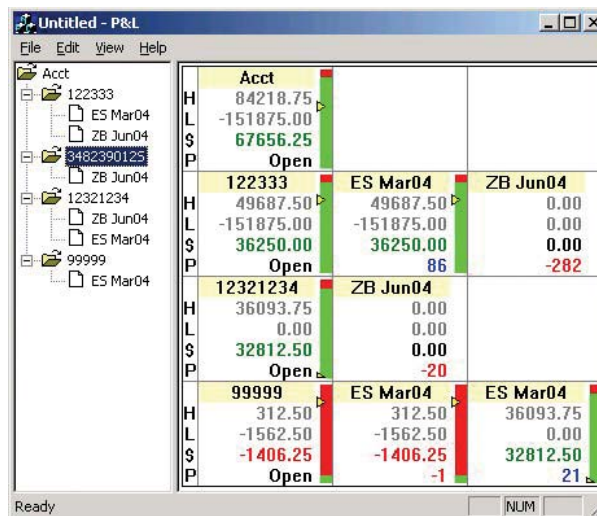 Untitled - P&L
File Edit View Help
Acct
122333
ES Mar04
ZB Jun04
3482390125
ZB Jun04
12321234
ZB Jun04
ES Mar04
99999
ES Mar04
Acct
H 84218.75
L -151875.00
$ 67656.25
P Open
122333 ES Mar04 ZB Jun04
H 49687.50 49687.50 0.00
L -151875.00 -151875.00 0.00
$ 36250.00 36250.00 0.00
P Open 86 -282
12321234 ZB Jun04
H 36093.75 0.00
L 0.00 0.00
$ 32812.50 0.00
P Open -20
99999 ES Mar04 ES Mar04
H 312.50 312.50 36093.75
L -1562.50 -1562.50 0.00
$ -1406.25 -1406.25 32812.50
P Open -1 21
Ready NUM